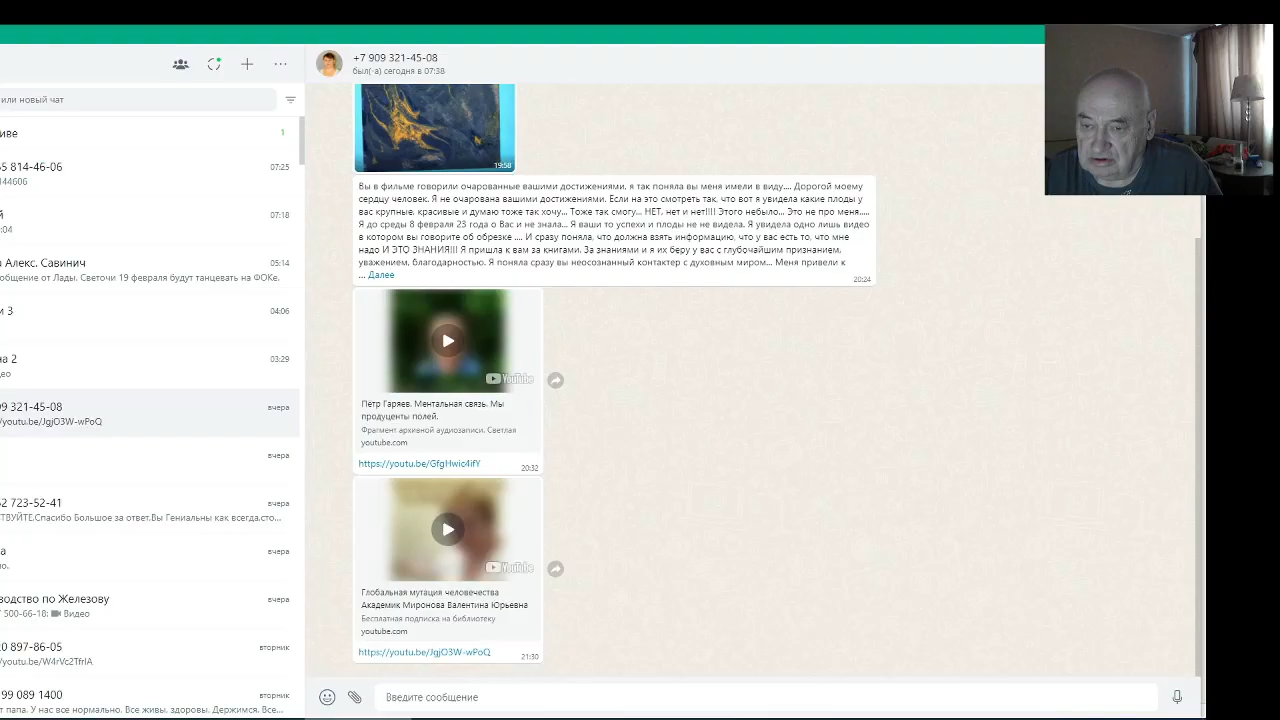 +7 909 321-45-08
был(-а) сегодня в 07:38
или новый чат
иве
1
5 814-46-06
07:25
144606
й
07:18
:04
а Алекс. Савинич
05:14
общение от Лады. Светочи 19 февраля будут танцевать на ФОКе.
и 3
04:06
на 2
03:29
део
9 321-45-08
вчера
/youtu.be/JgjO3W-wPoQ
вчера
2 723-52-41
вчера
СТВУЙТЕ.Спасибо Большое за ответ.Вы Гениальны как всегда.сто...
а
вчера
о.
водство по Железову
вчера
7 500-66-18: Видео
0 897-86-05
вторник
/youtu.be/W4rVc2TfrlA
99 089 1400
вторник
т папа. У нас все нормально. Все живы. здоровы. Держимся. Все...
19:58
Вы в фильме говорили очарованные вашими достижениями, я так поняла вы меня имели в виду.... Дорогой моему
сердцу человек. Я не очарована вашими достижениями. Если на это смотреть так, что вот я увидела какие плоды у
вас крупные, красивые и думаю тоже так хочу... Тоже так смогу... НЕТ, нет и нет!!!! Этого небыло... Это не про меня.....
Я до среды 8 февраля 23 года о Вас и не знала... Я ваши то успехи и плоды не не видела. Я увидела одно лишь видео
в котором вы говорите об обрезке .... И сразу поняла, что должна взять информацию, что у вас есть то, что мне
надо И ЭТО ЗНАНИЯ!!! Я пришла к вам за книгами. За знаниями и я их беру у вас с глубочайшим признанием,
уважением, благодарностью. Я поняла сразу вы неосознанный контактер с духовным миром... Меня привели к
... Далее
20:24
YouTube
Пётр Гаряев. Ментальная связь. Мы
продуценты полей.
Фрагмент архивной аудиозаписи. Светлая
youtube.com
https://youtu.be/GfgHwic4ifY
20:32
YouTube
Глобальная мутация человечества
Академик Миронова Валентина Юрьевна
Бесплатная подписка на библиотеку
youtube.com
https://youtu.be/JgjO3W-wPoQ
21:30
Введите сообщение